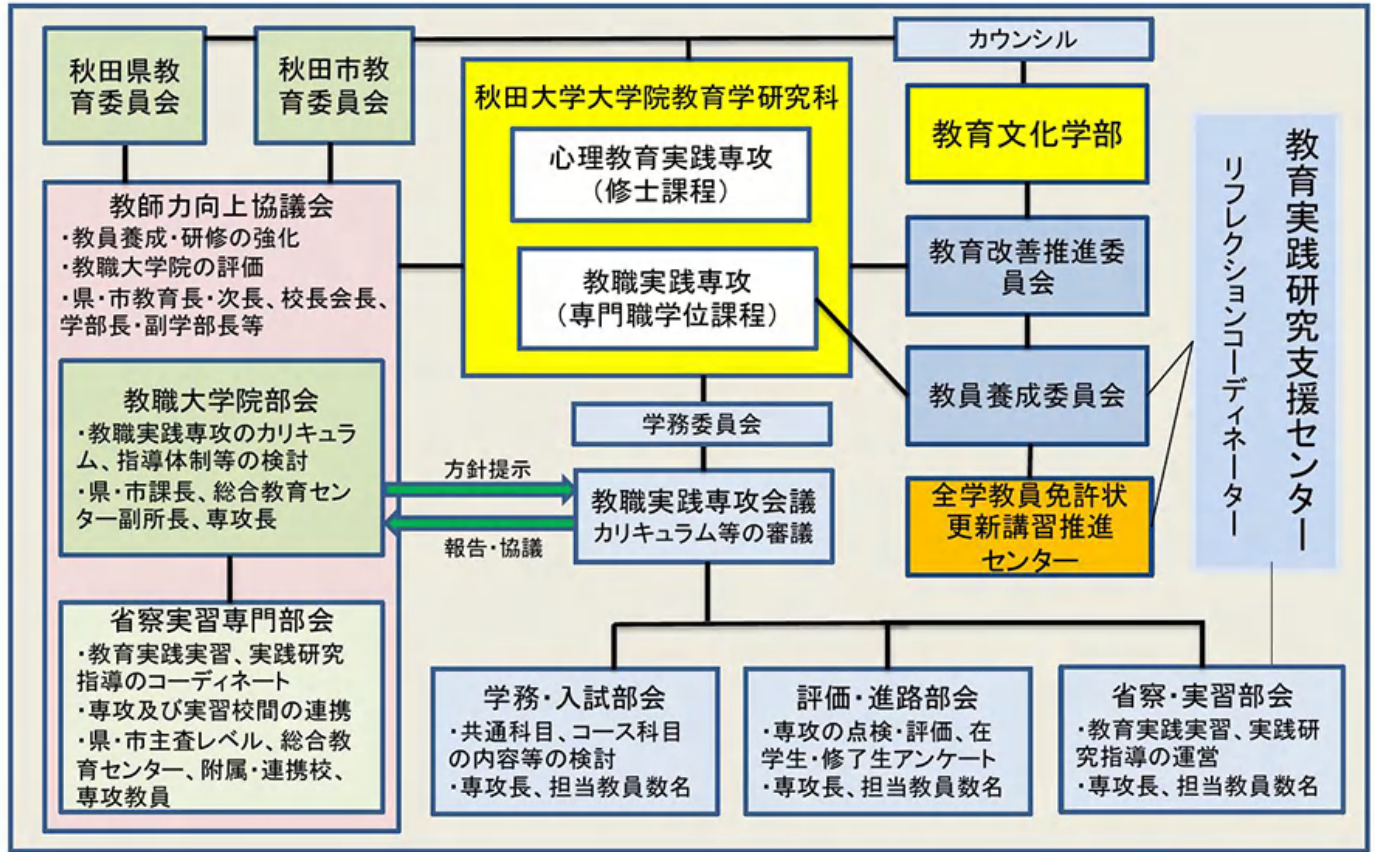 秋田県教
育委員会
秋田市教
育委員会
カウンシル
秋田大学大学院教育学研究科
心理教育実践専攻
(修士課程)
教職実践専攻
(専門職学位課程)
教育文化学部
教育改善推進委
員会
教員養成委員会
全学教員免許状
更新講習推進
センター
教育実践研究支援センター
リフレクションコーディネーター
教師力向上協議会
・教員養成・研修の強化
・教職大学院の評価
・県・市教育長・次長、校長会長、
学部長・副学部長等
教職大学院部会
・教職実践専攻のカリキュラ
ム、指導体制等の検討
・県・市課長、総合教育セン
ター副所長、専攻長
方針提示
報告・協議
学務委員会
教職実践専攻会議
カリキュラム等の審議
省察実習専門部会
・教育実践実習、実践研究
指導のコーディネート
・専攻及び実習校間の連携
・県・市主査レベル、総合教
育センター、附属・連携校、
専攻教員
学務・入試部会
・共通科目、コース科目
の内容等の検討
・専攻長、担当教員数名
評価・進路部会
・専攻の点検・評価、在
学生・修了生アンケート
・専攻長、担当教員数名
省察・実習部会
・教育実践実習、実践研
究指導の運営
・専攻長、担当教員数名